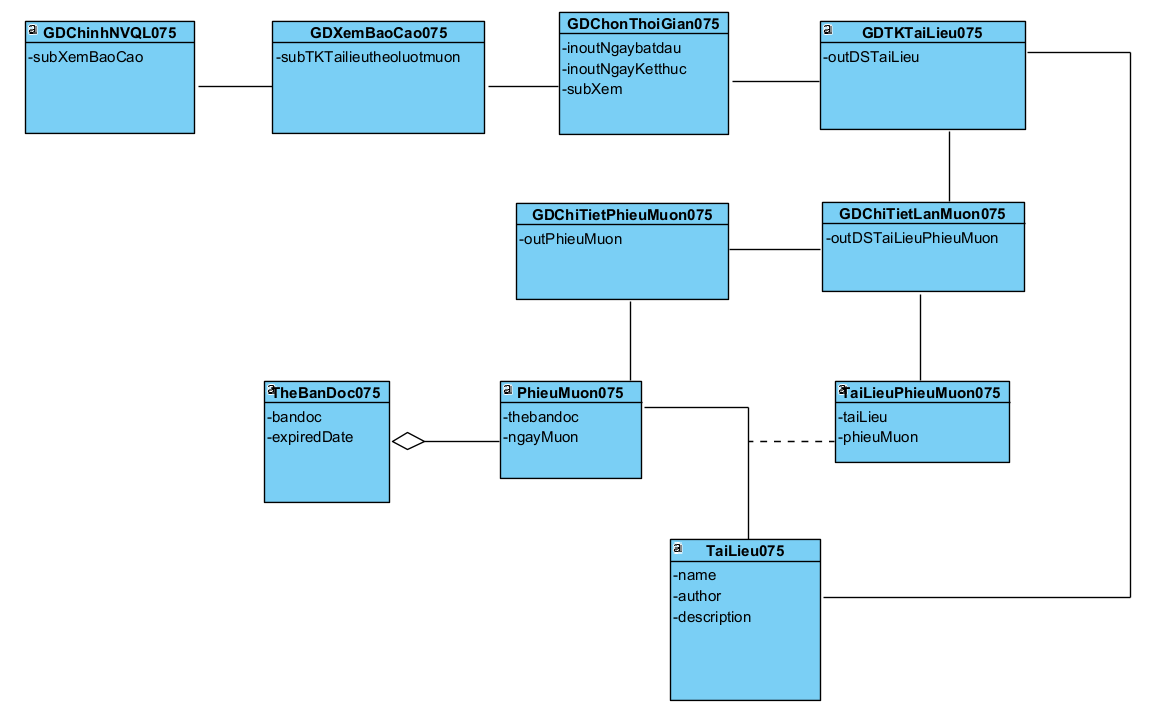 GDChinhNVQL075
-subXemBaoCao
GDXemBaoCao075
-subTKTailieutheoluotmuon
GDChonThoiGian075
-inoutNgaybatdau
-inoutNgayKetthuc
-subXem
GDTKTaiLieu075
-outDSTaiLieu
GDChiTietPhieuMuon075
-outPhieuMuon
GDChiTietLanMuon075
-outDSTaiLieuPhieuMuon
TheBanDoc075
-bandoc
-expiredDate
PhieuMuon075
-thebandoc
-ngayMuon
TaiLieuPhieuMuon075
-taiLieu
-phieuMuon
TaiLieu075
-name
-author
-description